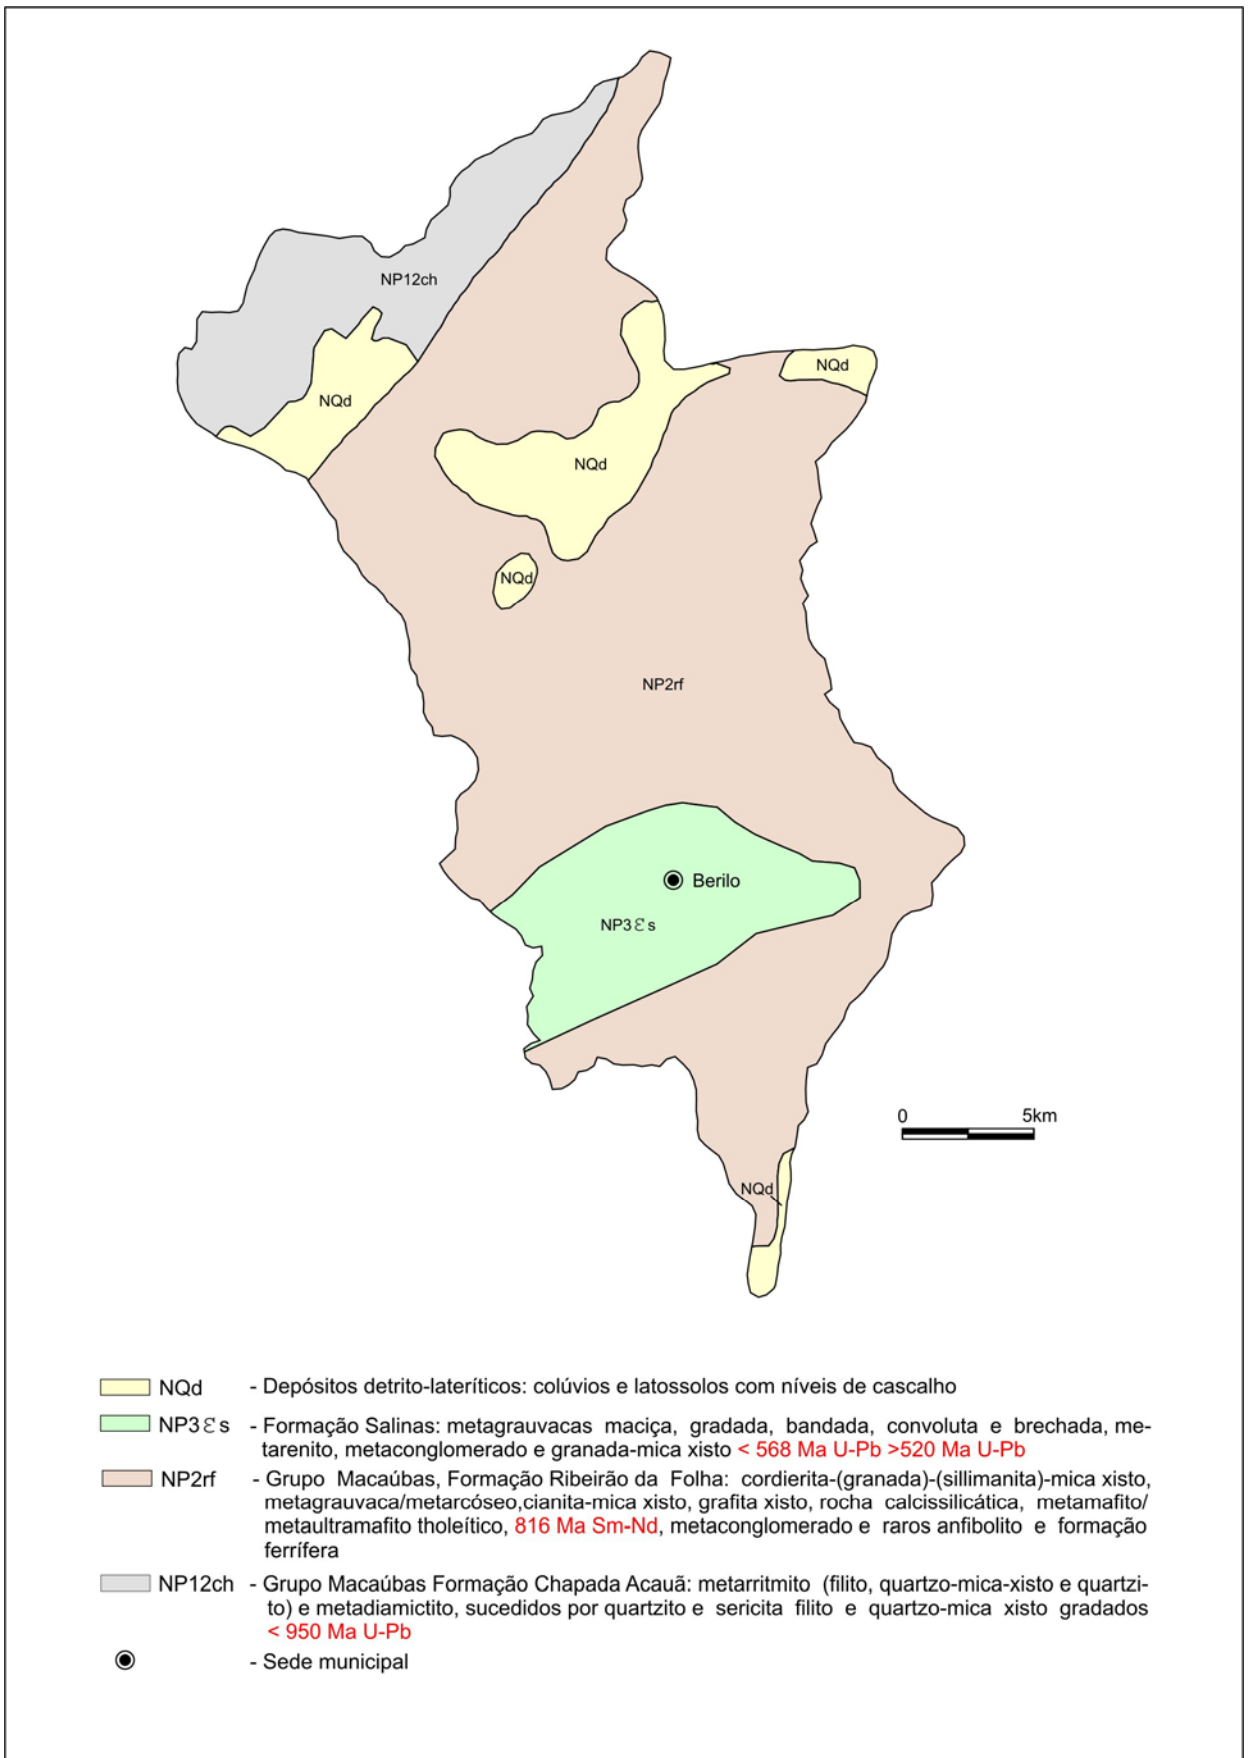 NP12ch
NQd
NQd
NQd
NQd
NP2rf
Berilo
NP3Ɛs
0 5km
NQd
NQd - Depósitos detrito-lateríticos: colúvios e latossolos com níveis de cascalho
NP3Ɛs - Formação Salinas: metagrauvacas maciça, gradada, bandada, convoluta e brechada, me-
tarenito, metaconglomerado e granada-mica xisto < 568 Ma U-Pb >520 Ma U-Pb
NP2rf - Grupo Macaúbas, Formação Ribeirão da Folha: cordierita-(granada)-(sillimanita)-mica xisto,
metagrauvaca/metarcóseo,cianita-mica xisto, grafita xisto, rocha calcissilicática, metamafito/
metaultramafito tholeítico, 816 Ma Sm-Nd, metaconglomerado e raros anfibolito e formação
ferrífera
NP12ch - Grupo Macaúbas Formação Chapada Acauã: metarritmito (filito, quartzo-mica-xisto e quartzi-
to) e metadiamictito, sucedidos por quartzito e sericita filito e quartzo-mica xisto gradados
< 950 Ma U-Pb
- Sede municipal